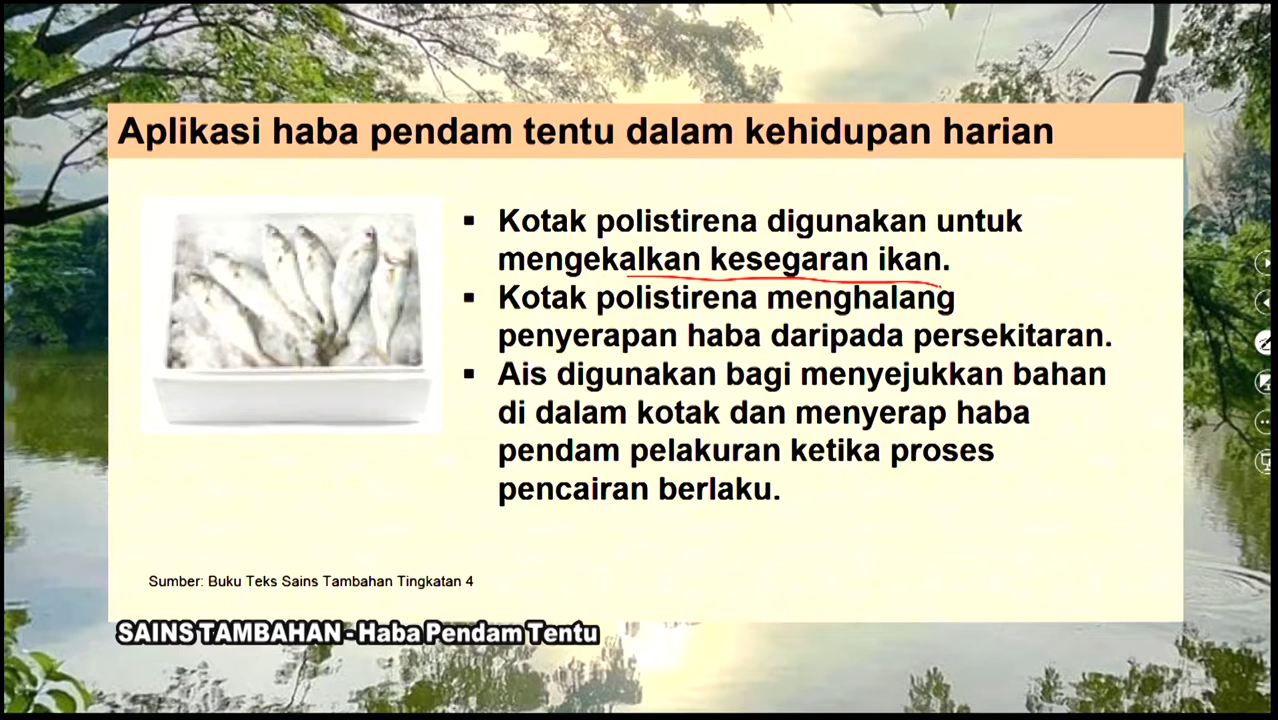 Aplikasi haba pendam tentu dalam kehidupan harian
▪ Kotak polistirena digunakan untuk
mengekalkan kesegaran ikan.
▪ Kotak polistirena menghalang
penyerapan haba daripada persekitaran.
▪ Ais digunakan bagi menyejukkan bahan
di dalam kotak dan menyerap haba
pendam pelakuran ketika proses
pencairan berlaku.
Sumber: Buku Teks Sains Tambahan Tingkatan 4
SAINS TAMBAHAN - Haba Pendam Tentu